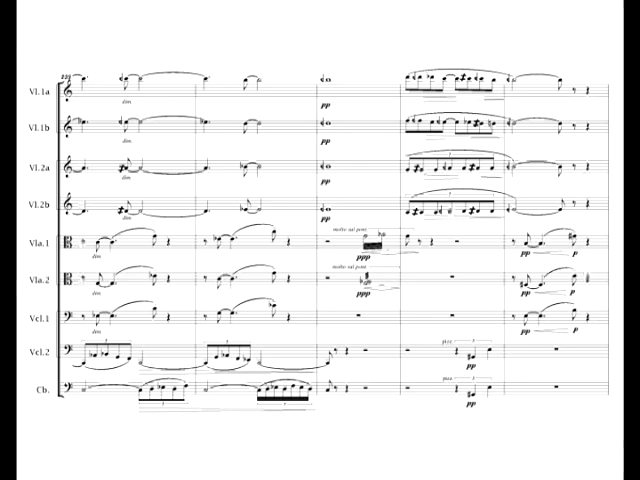 Vl.1a
dim.
pp
Vl.1b
dim.
pp
Vl.2a
dim.
pp
Vl.2b
dim.
pp
Vla.1
dim.
molto sul pont.
ppp
pp
p
Vla.2
dim.
molto sul pont.
ppp
pp
p
Vcl.1
dim.
pp
p
Vcl.2
pizz.
pp
Cb.
pizz.
pp